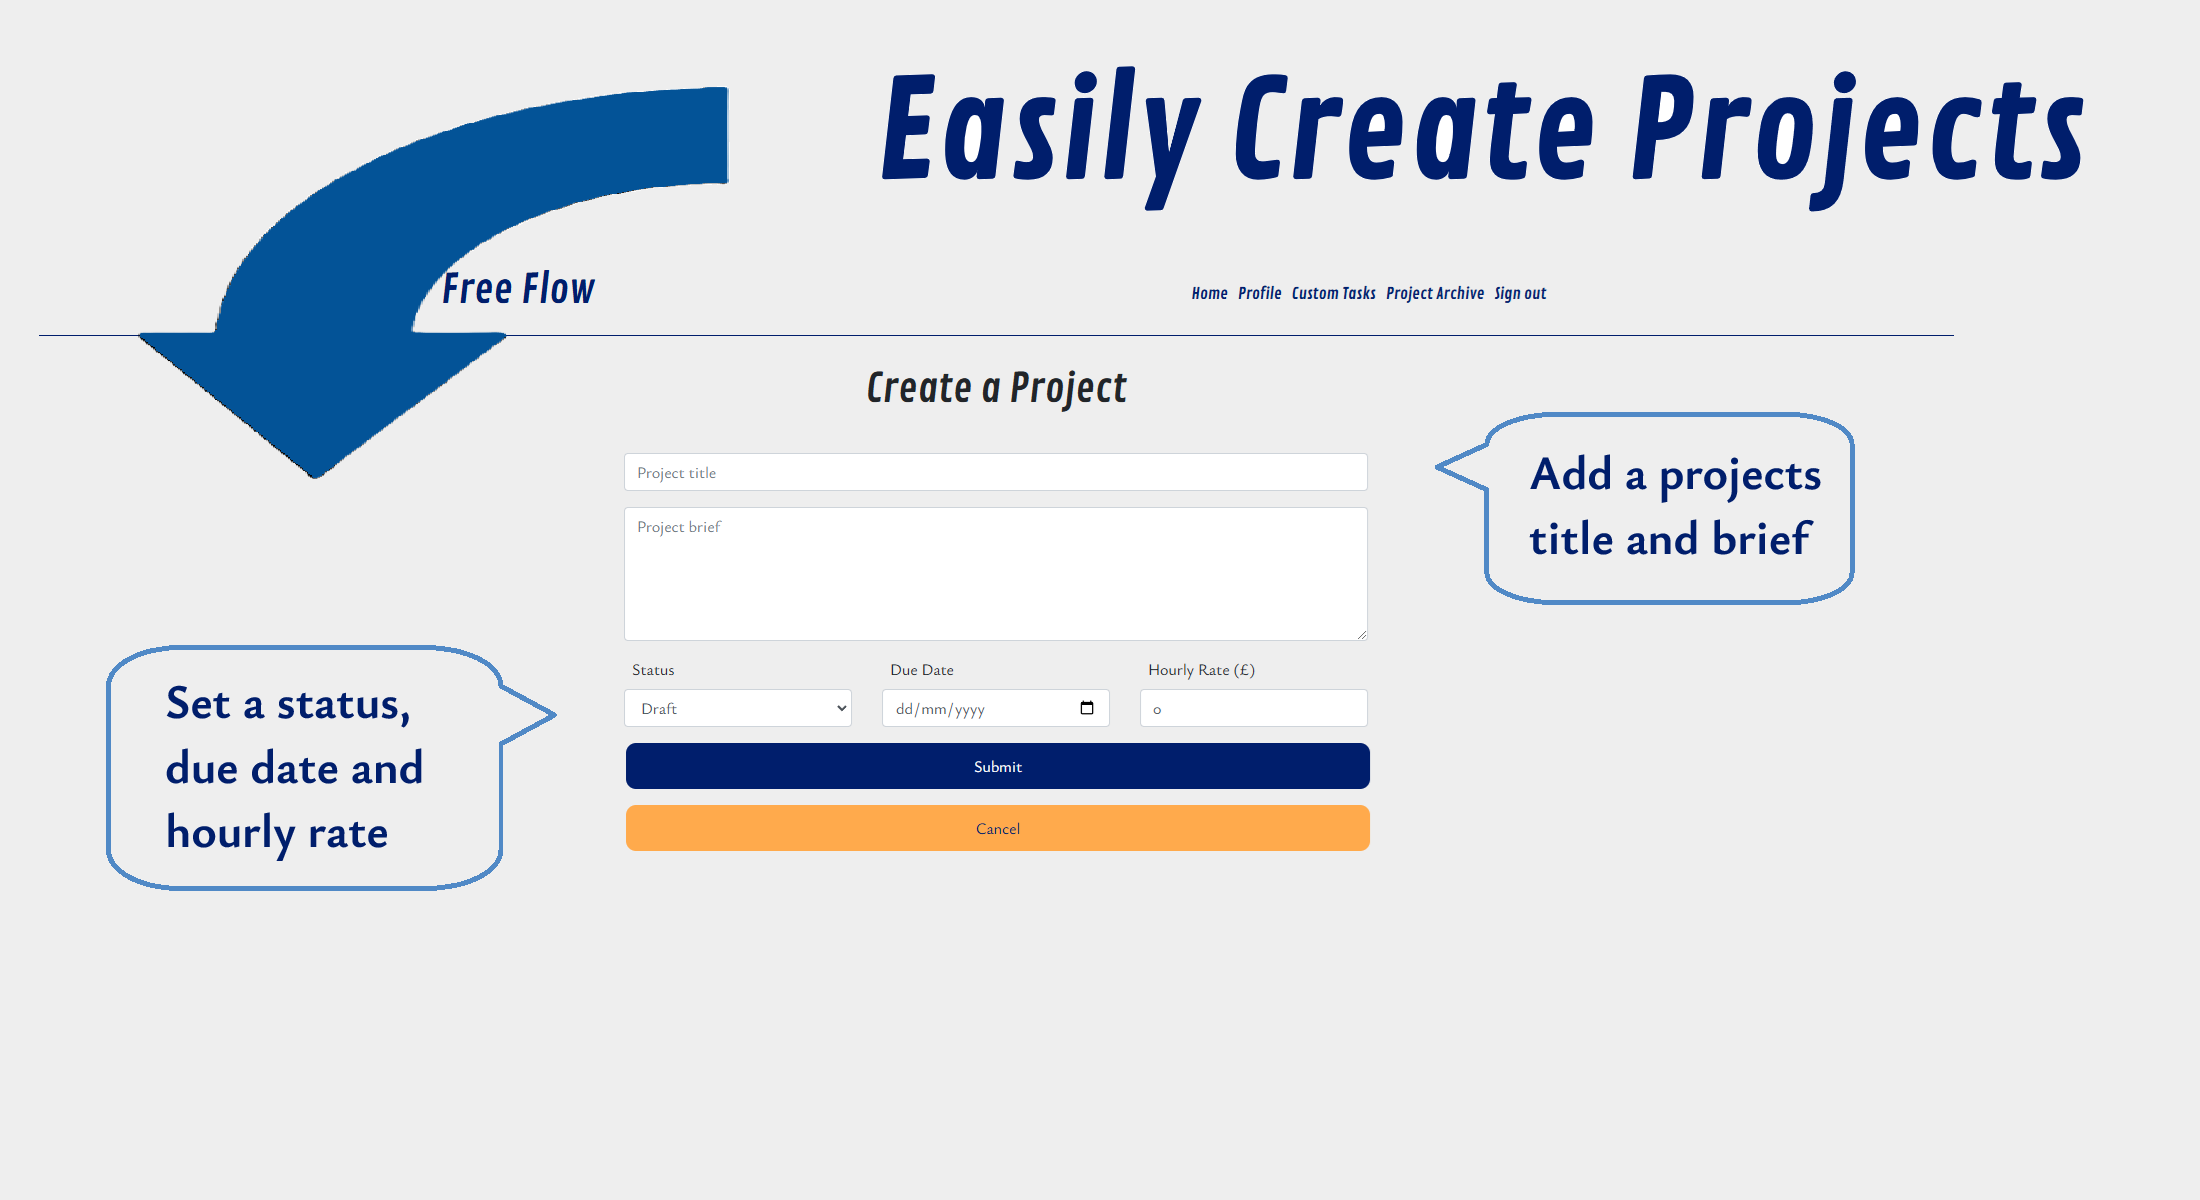 Easily Create Projects
Free Flow
Home Profile Custom Tasks Project Archive Sign out
Create a Project
Project title
Project brief
Add a projects
title and brief
Status
Due Date
Hourly Rate (£)
Draft
dd/mm/yyyy
0
Set a status,
due date and
hourly rate
Submit
Cancel